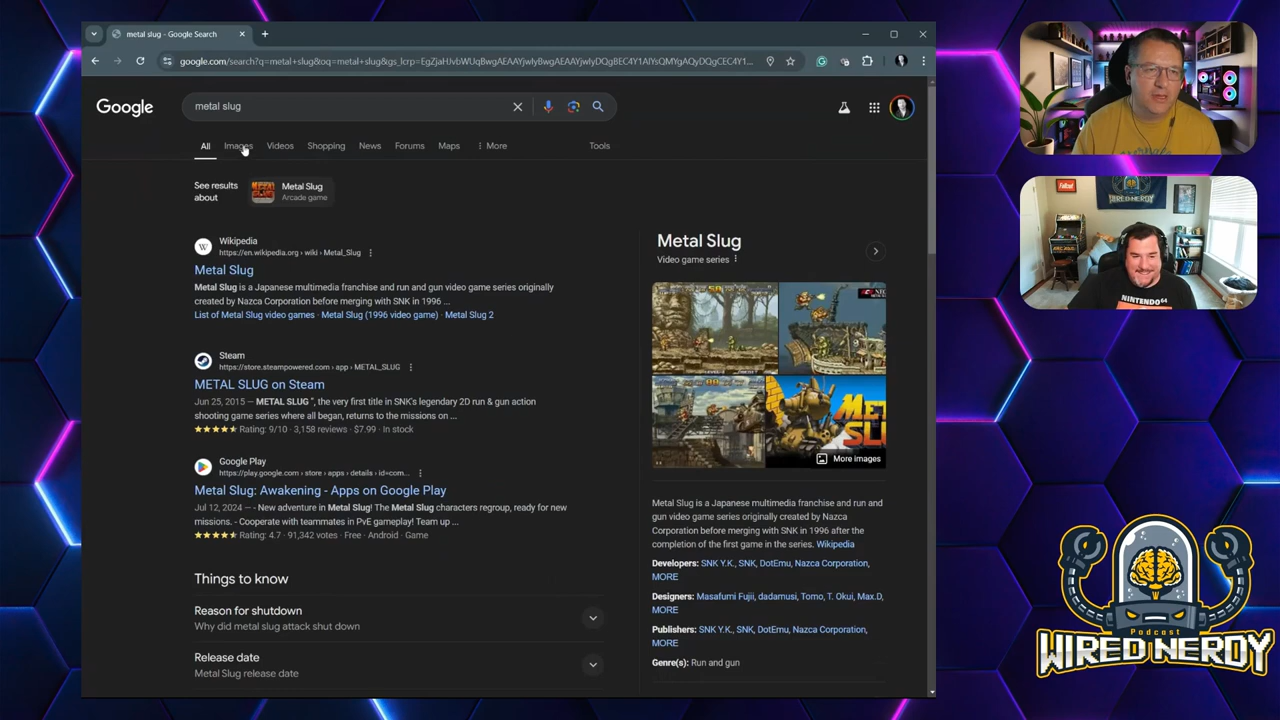 metal slug - Google Search
google.com/search?q=metal+slug&oq=metal+slug&gs_lcrp=
Google
metal slug
All
Images
Videos
Shopping
News
Forums
Maps
More
Tools
See results
about
Metal Slug
Arcade game
Wikipedia
https://en.wikipedia.org › wiki › Metal_Slug
Metal Slug
Metal Slug is a Japanese multimedia franchise and run and gun video game series originally
created by Nazca Corporation before merging with SNK in 1996 ...
List of Metal Slug video games · Metal Slug (1996 video game) · Metal Slug 2
Steam
https://store.steampowered.com › app › METAL_SLUG
METAL SLUG on Steam
Jun 25, 2015 — METAL SLUG ", the very first title in SNK's legendary 2D run & gun action
shooting game series where all began, returns to the missions on ...
Rating: 9/10 · 3,158 reviews · $7.99 · In stock
Google Play
https://play.google.com › store › apps › details › id=com...
Metal Slug: Awakening - Apps on Google Play
Jul 12, 2024 — - New adventure in Metal Slug! The Metal Slug characters regroup, ready for new
missions. - Cooperate with teammates in PvE gameplay! Team up ...
Rating: 4.7 · 91,342 votes · Free · Android · Game
Things to know
Reason for shutdown
Why did metal slug attack shut down
Release date
Metal Slug release date
Metal Slug
Video game series
More images
Metal Slug is a Japanese multimedia franchise and run and
gun video game series originally created by Nazca
Corporation before merging with SNK in 1996 after the
completion of the first game in the series. Wikipedia
Developers: SNK Y.K., SNK, DotEmu, Nazca Corporation,
MORE
Designers: Masafumi Fujii, dadamusi, Tomo, T. Okui, Max.D,
MORE
Publishers: SNK Y.K., SNK, DotEmu, Nazca Corporation,
MORE
Genre(s): Run and gun
Fallout
WIRED NERDY
NINTENDO64
Podcast
WIRED NERDY